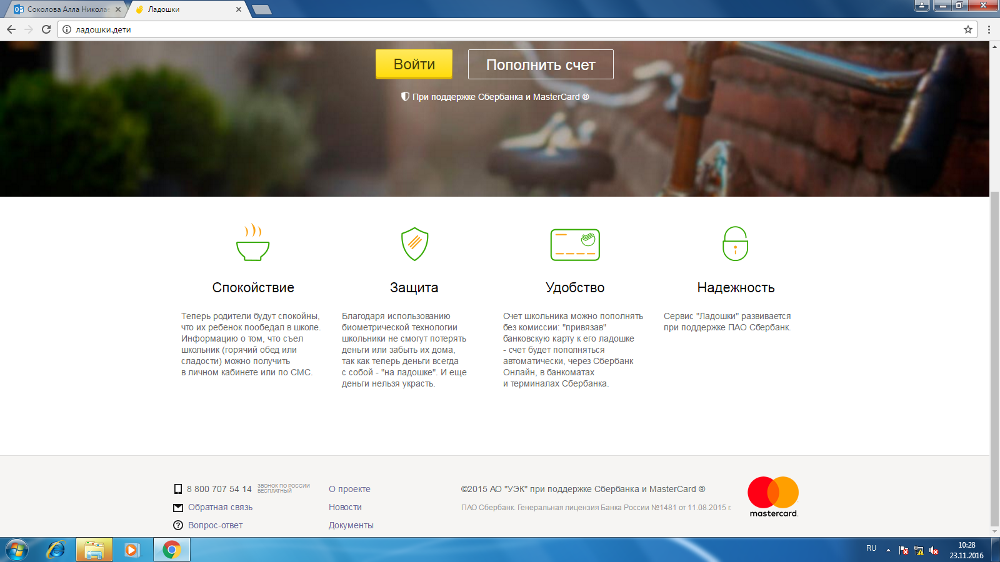 Соколова Алла Николае
Ладошки
ладошки.дети
Войти
Пополнить счет
При поддержке Сбербанка и MasterCard ®
Спокойствие
Теперь родители будут спокойны,
что их ребенок пообедал в школе.
Информацию о том, что съел
школьник (горячий обед или
сладости) можно получить
в личном кабинете или по СМС.
Защита
Благодаря использованию
биометрической технологии
школьники не смогут потерять
деньги или забыть их дома,
так как теперь деньги всегда
с собой - "на ладошке". И еще
деньги нельзя украсть.
Удобство
Счет школьника можно пополнять
без комиссии: "привязав"
банковскую карту к его ладошке
- счет будет пополняться
автоматически, через Сбербанк
Онлайн, в банкоматах
и терминалах Сбербанка.
Надежность
Сервис "Ладошки" развивается
при поддержке ПАО Сбербанк.
8 800 707 54 14
ЗВОНОК ПО РОССИИ
БЕСПЛАТНЫЙ
Обратная связь
Вопрос-ответ
О проекте
Новости
Документы
©2015 АО "УЭК" при поддержке Сбербанка и MasterCard ®
ПАО Сбербанк. Генеральная лицензия Банка России №1481 от 11.08.2015 г.
mastercard.
RU
10:28
23.11.2016